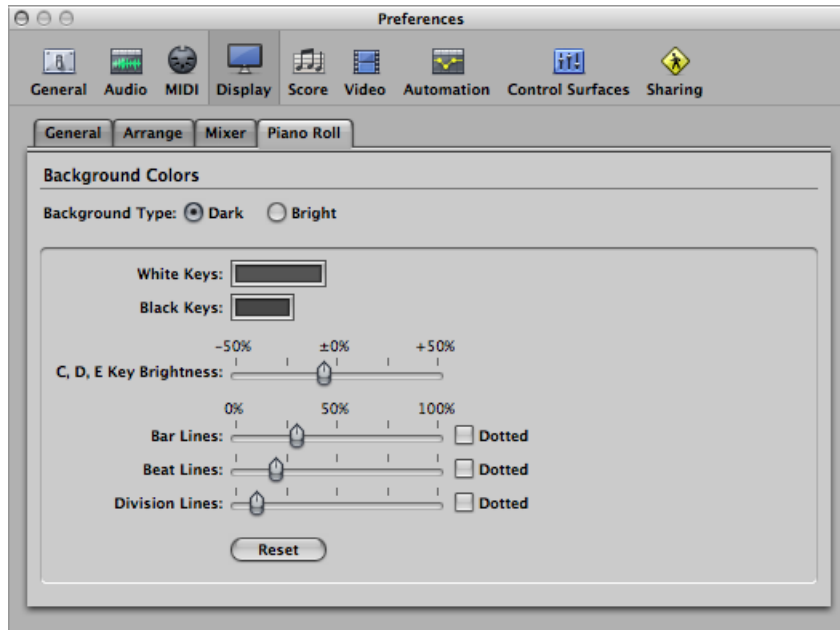 Preferences
General Audio MIDI Display Score Video Automation Control Surfaces Sharing
General Arrange Mixer Piano Roll
Background Colors
Background Type: Dark Bright
White Keys:
Black Keys:
-50% ±0% +50%
C, D, E Key Brightness:
0% 50% 100%
Bar Lines: Dotted
Beat Lines: Dotted
Division Lines: Dotted
Reset